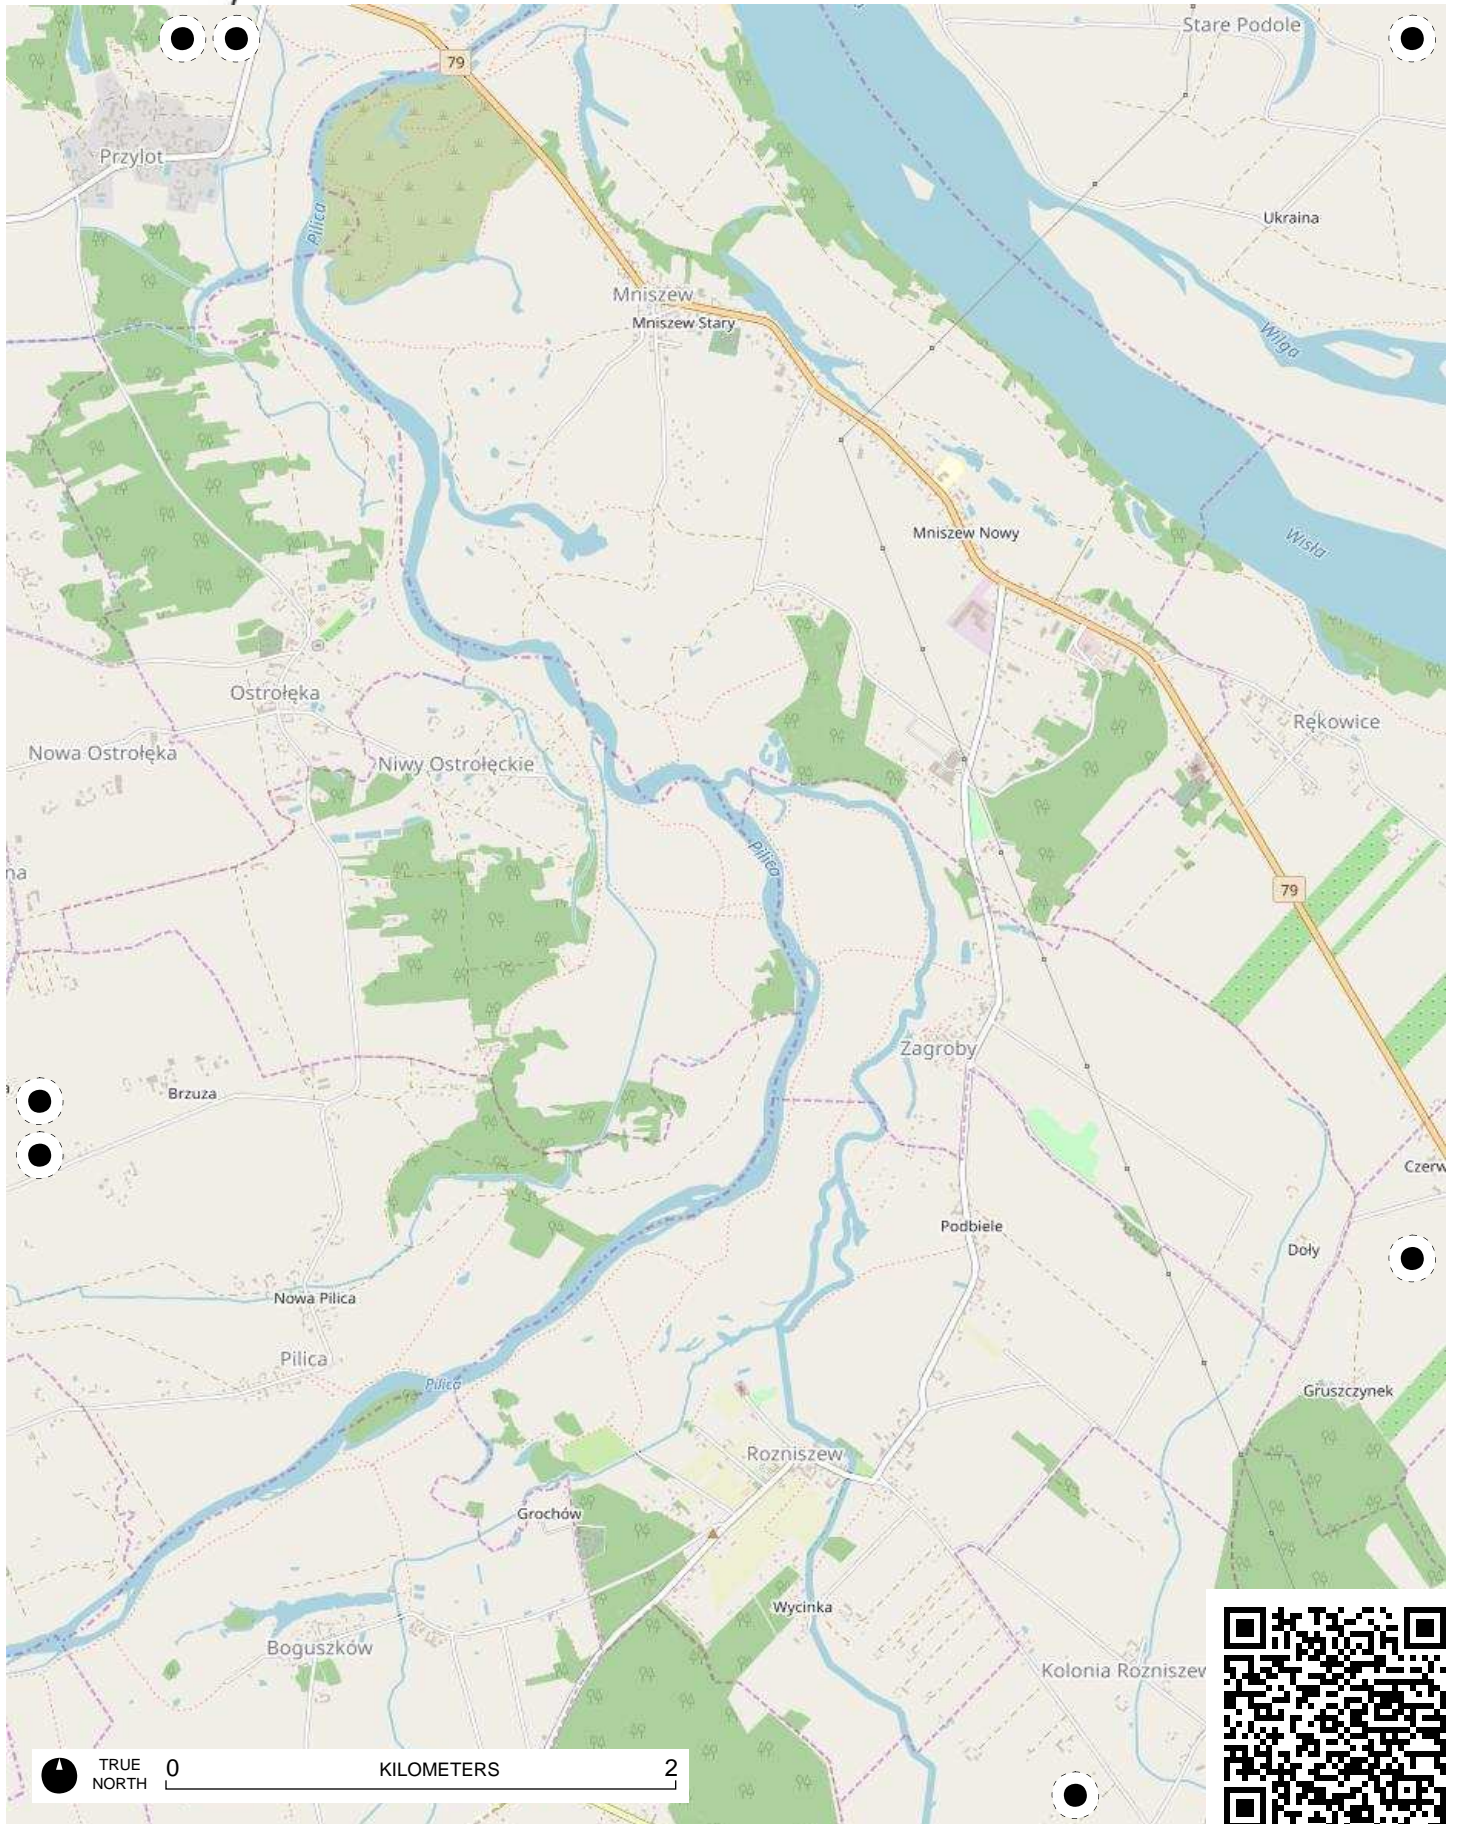 Stare Podole
79
Przylot
Pilica
Ukraina
Mniszew
Mniszew Stary
Wilga
Mniszew Nowy
Wisła
Ostrołęka
Rękowice
Nowa Ostrołęka
Niwy Ostrołęckie
Pilica
na
79
Zagroby
Brzuza
Czerw
Podbiele
Doły
Nowa Pilica
Pilica
Pilica
Gruszczynek
Rozniszew
Grochów
Wycinka
Boguszków
Kolonia Rozniszew
TRUE NORTH
0 KILOMETERS 2